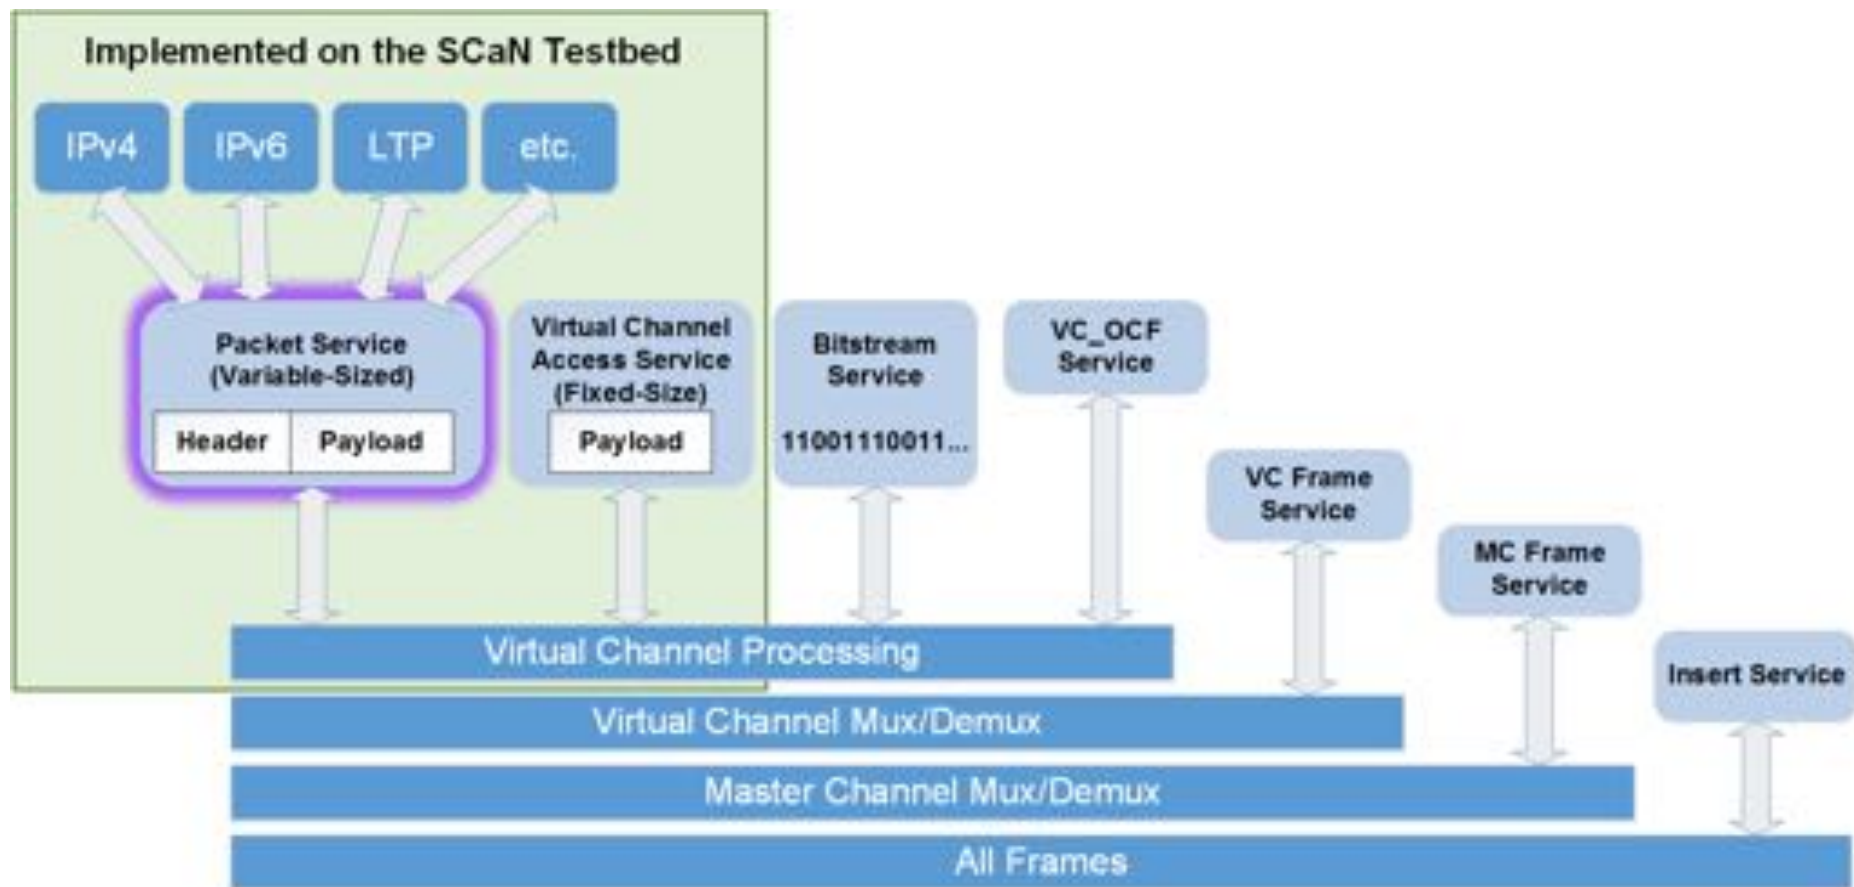 Implemented on the SCaN Testbed
IPv4
IPv6
LTP
etc.
Packet Service
(Variable-Sized)
Header
Payload
Virtual Channel
Access Service
(Fixed-Size)
Payload
Bitstream
Service
11001110011...
VC_OCF
Service
VC Frame
Service
MC Frame
Service
Insert Service
Virtual Channel Processing
Virtual Channel Mux/Demux
Master Channel Mux/Demux
All Frames